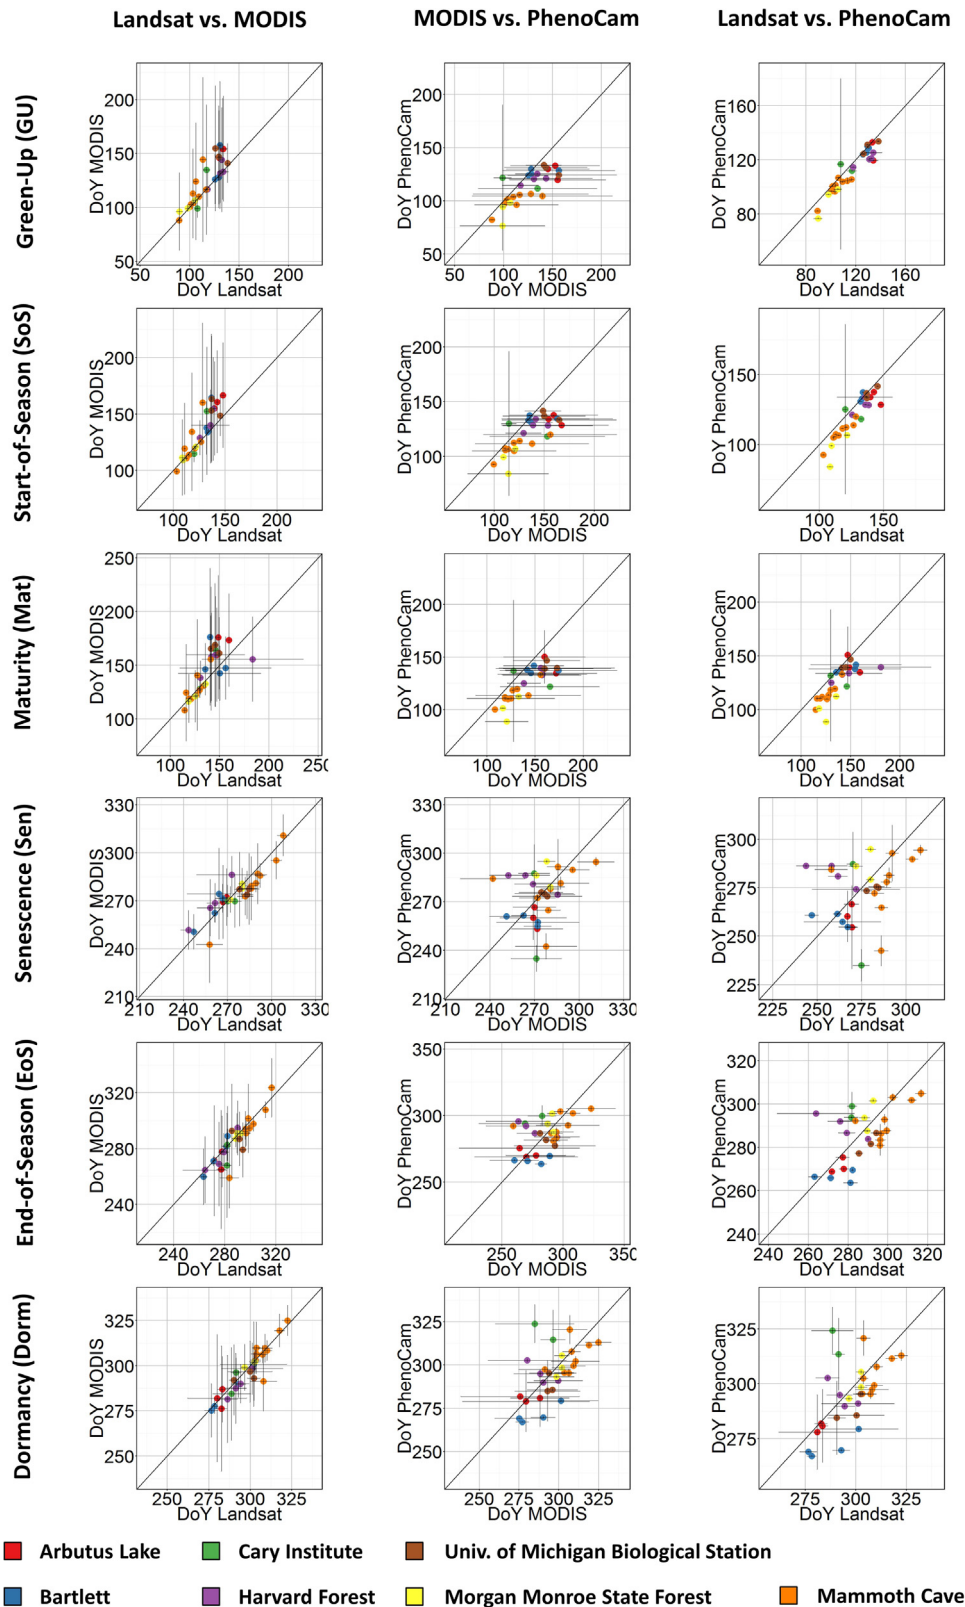 Landsat vs. MODIS
MODIS vs. PhenoCam
Landsat vs. PhenoCam
Green-Up (GU)
DoY MODIS
200
150
100
50
50 100 150 200
DoY Landsat
DoY PhenoCam
200
150
100
50
50 100 150 200
DoY MODIS
DoY PhenoCam
160
120
80
80 120 160
DoY Landsat
Start-of-Season (SoS)
DoY MODIS
200
150
100
100 150 200
DoY Landsat
DoY PhenoCam
200
150
100
100 150 200
DoY MODIS
DoY PhenoCam
150
100
100 150
DoY Landsat
Maturity (Mat)
DoY MODIS
250
200
150
100
100 150 200 250
DoY Landsat
DoY PhenoCam
200
150
100
100 150 200
DoY MODIS
DoY PhenoCam
200
150
100
100 150 200
DoY Landsat
Senescence (Sen)
DoY MODIS
330
300
270
240
210
210 240 270 300 330
DoY Landsat
DoY PhenoCam
330
300
270
240
210
210 240 270 300 330
DoY MODIS
DoY PhenoCam
300
275
250
225
225 250 275 300
DoY Landsat
End-of-Season (EoS)
DoY MODIS
320
280
240
240 280 320
DoY Landsat
DoY PhenoCam
350
300
250
250 300 350
DoY MODIS
DoY PhenoCam
320
300
280
260
240
240 260 280 300 320
DoY Landsat
Dormancy (Dorm)
DoY MODIS
325
300
275
250
250 275 300 325
DoY Landsat
DoY PhenoCam
325
300
275
250
250 275 300 325
DoY MODIS
DoY PhenoCam
325
300
275
275 300 325
DoY Landsat
Arbutus Lake
Cary Institute
Univ. of Michigan Biological Station
Bartlett
Harvard Forest
Morgan Monroe State Forest
Mammoth Cave